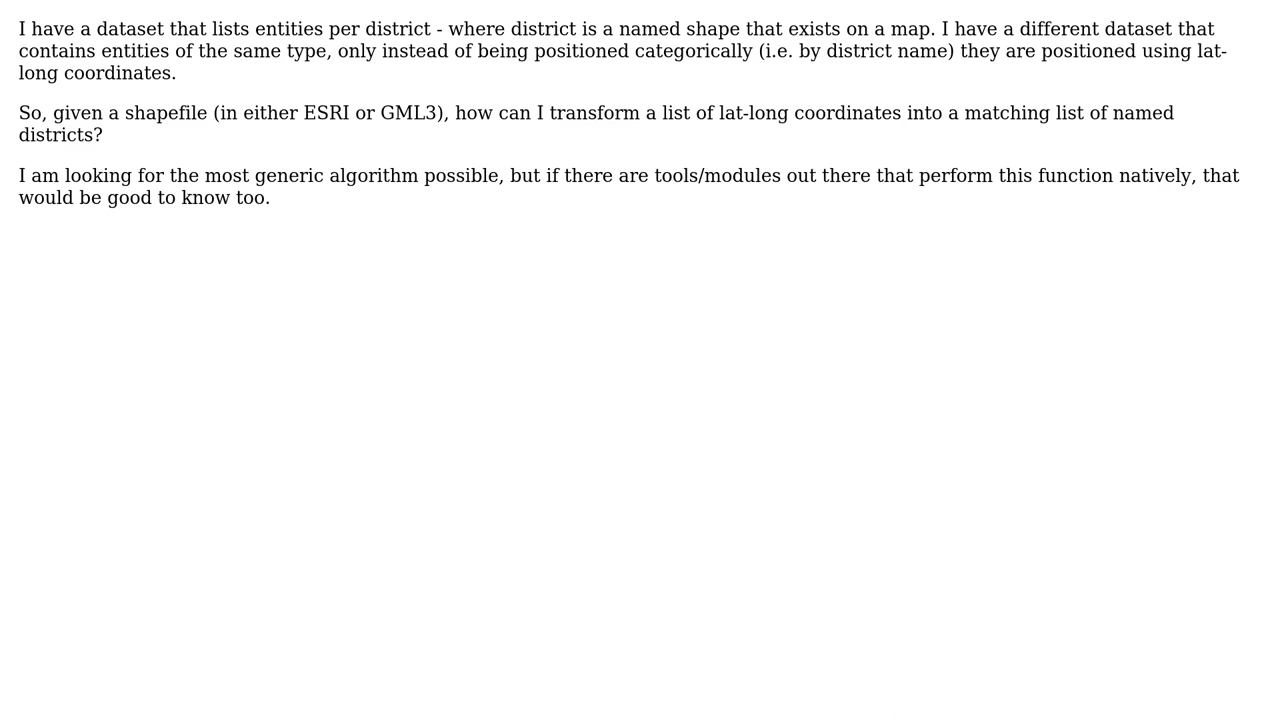 I have a dataset that lists entities per district - where district is a named shape that exists on a map. I have a different dataset that
contains entities of the same type, only instead of being positioned categorically (i.e. by district name) they are positioned using lat-
long coordinates.
So, given a shapefile (in either ESRI or GML3), how can I transform a list of lat-long coordinates into a matching list of named
districts?
I am looking for the most generic algorithm possible, but if there are tools/modules out there that perform this function natively, that
would be good to know too.